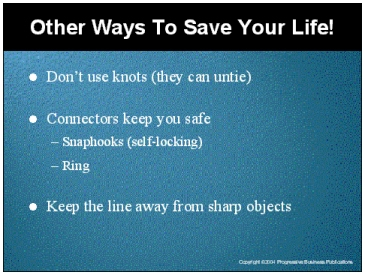 Other Ways To Save Your Life!
● Don't use knots (they can untie)
● Connectors keep you safe
– Snaphooks (self-locking)
– Ring
● Keep the line away from sharp objects
Copyright ©2004 Progressive Business Publications